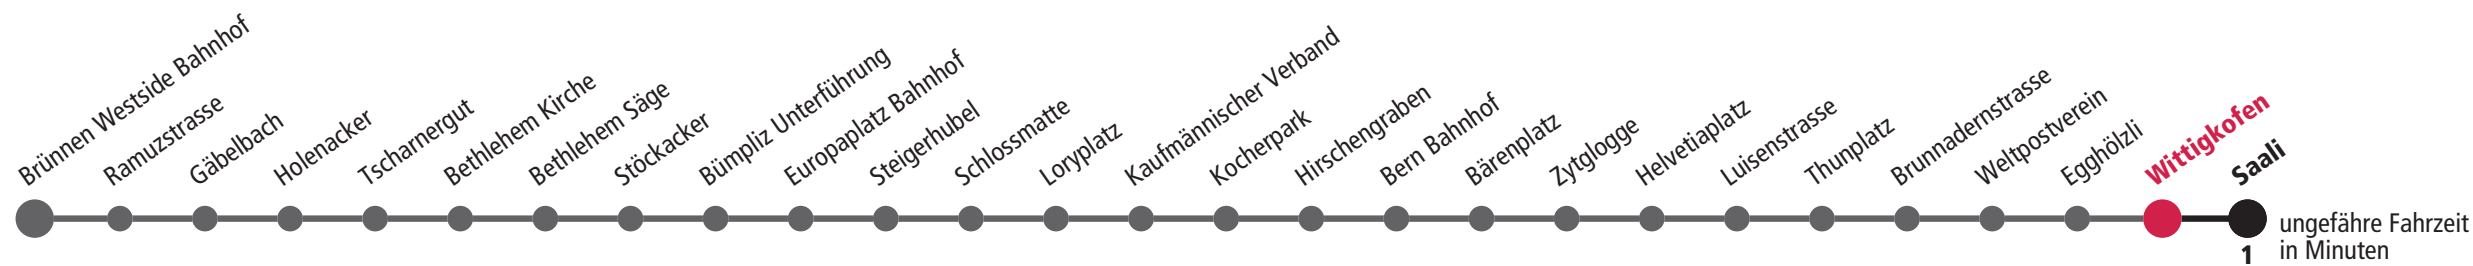 Brünnen Westside Bahnhof
Ramuzstrasse
Gäbelbach
Holenacker
Tscharnergut
Bethlehem Kirche
Bethlehem Säge
Stöckacker
Bümpliz Unterführung
Europaplatz Bahnhof
Steigerhubel
Schlossmatte
Loryplatz
Kaufmännischer Verband
Kocherpark
Hirschengraben
Bern Bahnhof
Bärenplatz
Zytglogge
Helvetiaplatz
Luisenstrasse
Thunplatz
Brunnadernstrasse
Weltpostverein
Egghölzli
Wittigkofen
Saali
1
ungefähre Fahrzeit
in Minuten